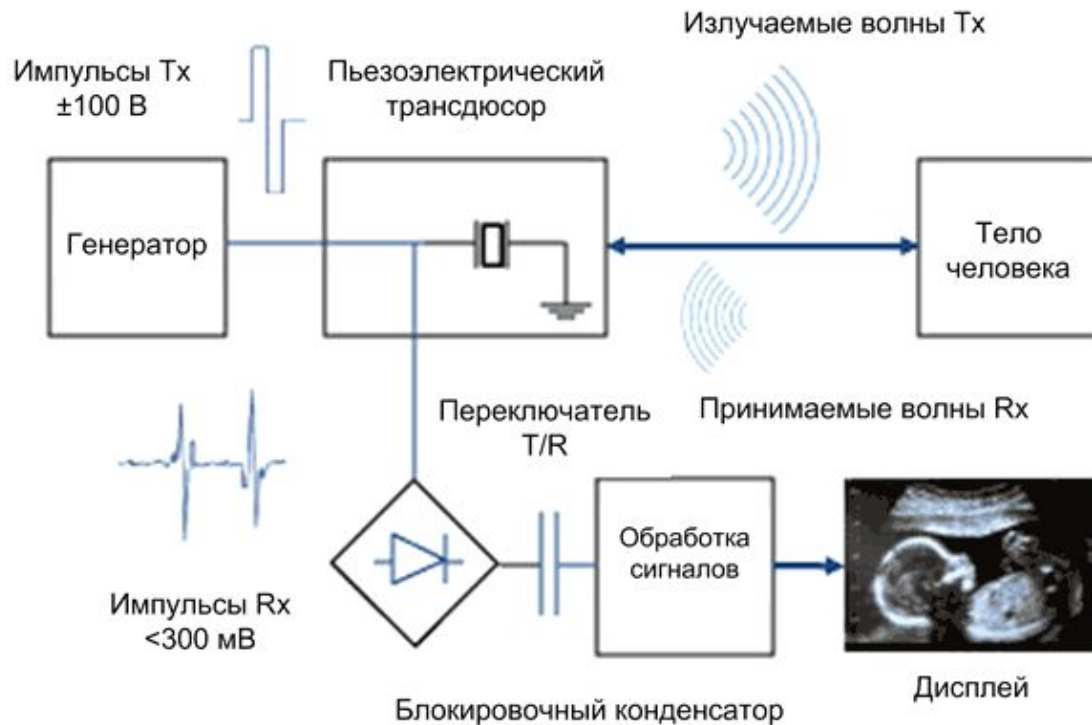 Излучаемые волны Tx
Импульсы Tx
±100 В
Пьезоэлектрический
трансдюсор
Генератор
Тело
человека
Переключатель
T/R
Принимаемые волны Rx
Обработка
сигналов
Импульсы Rx
<300 мВ
Дисплей
Блокировочный конденсатор